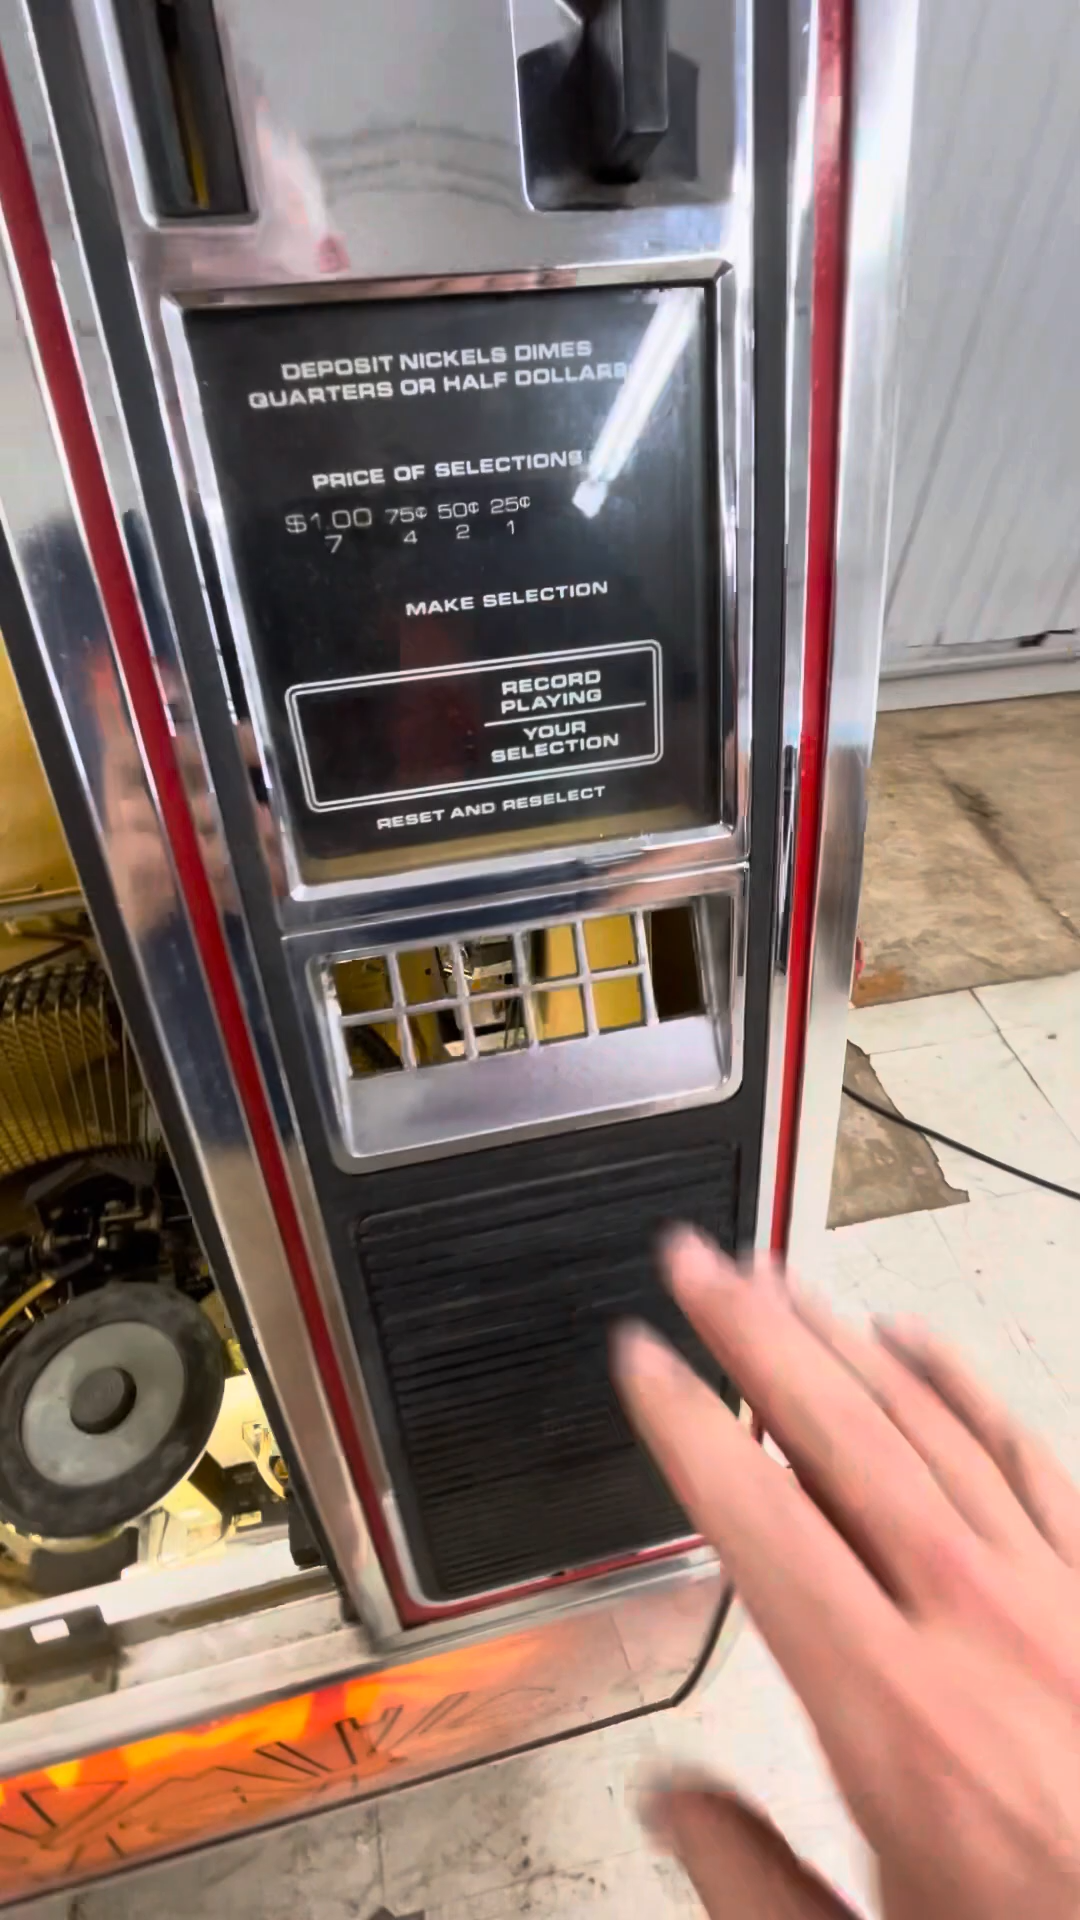 DEPOSIT NICKELS DIMES
QUARTERS OR HALF DOLLARS
PRICE OF SELECTIONS
$1.00 75¢ 50¢ 25¢
7 4 2 1
MAKE SELECTION
RECORD
PLAYING
YOUR
SELECTION
RESET AND RESELECT